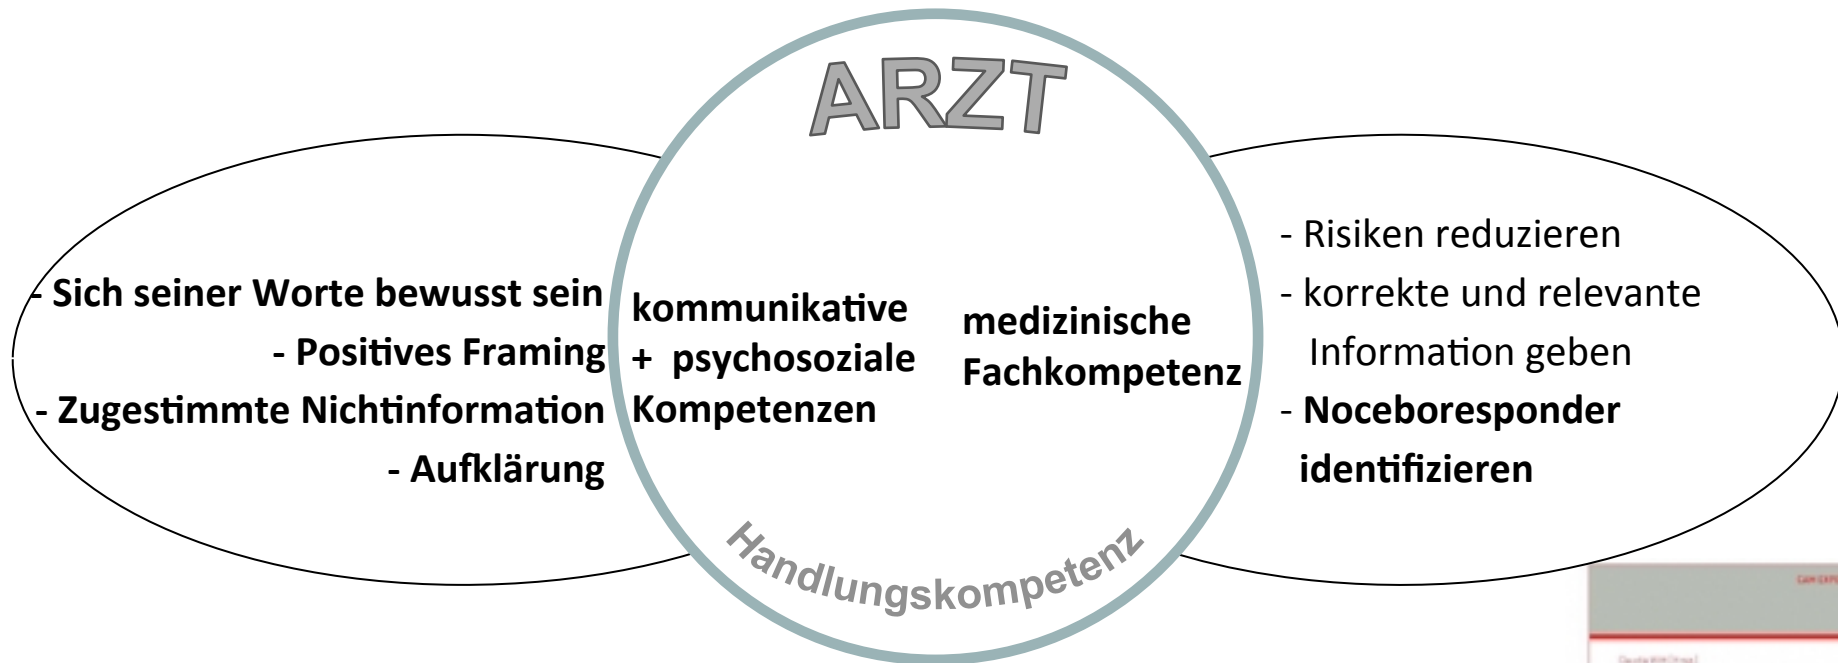 ARZT
- Sich seiner Worte bewusst sein
- Positives Framing
- Zugestimmte Nichtinformation
- Aufklärung
kommunikative
+ psychosoziale
Kompetenzen
medizinische
Fachkompetenz
- Risiken reduzieren
- korrekte und relevante
Information geben
- Noceboresponder
identifizieren
Handlungskompetenz